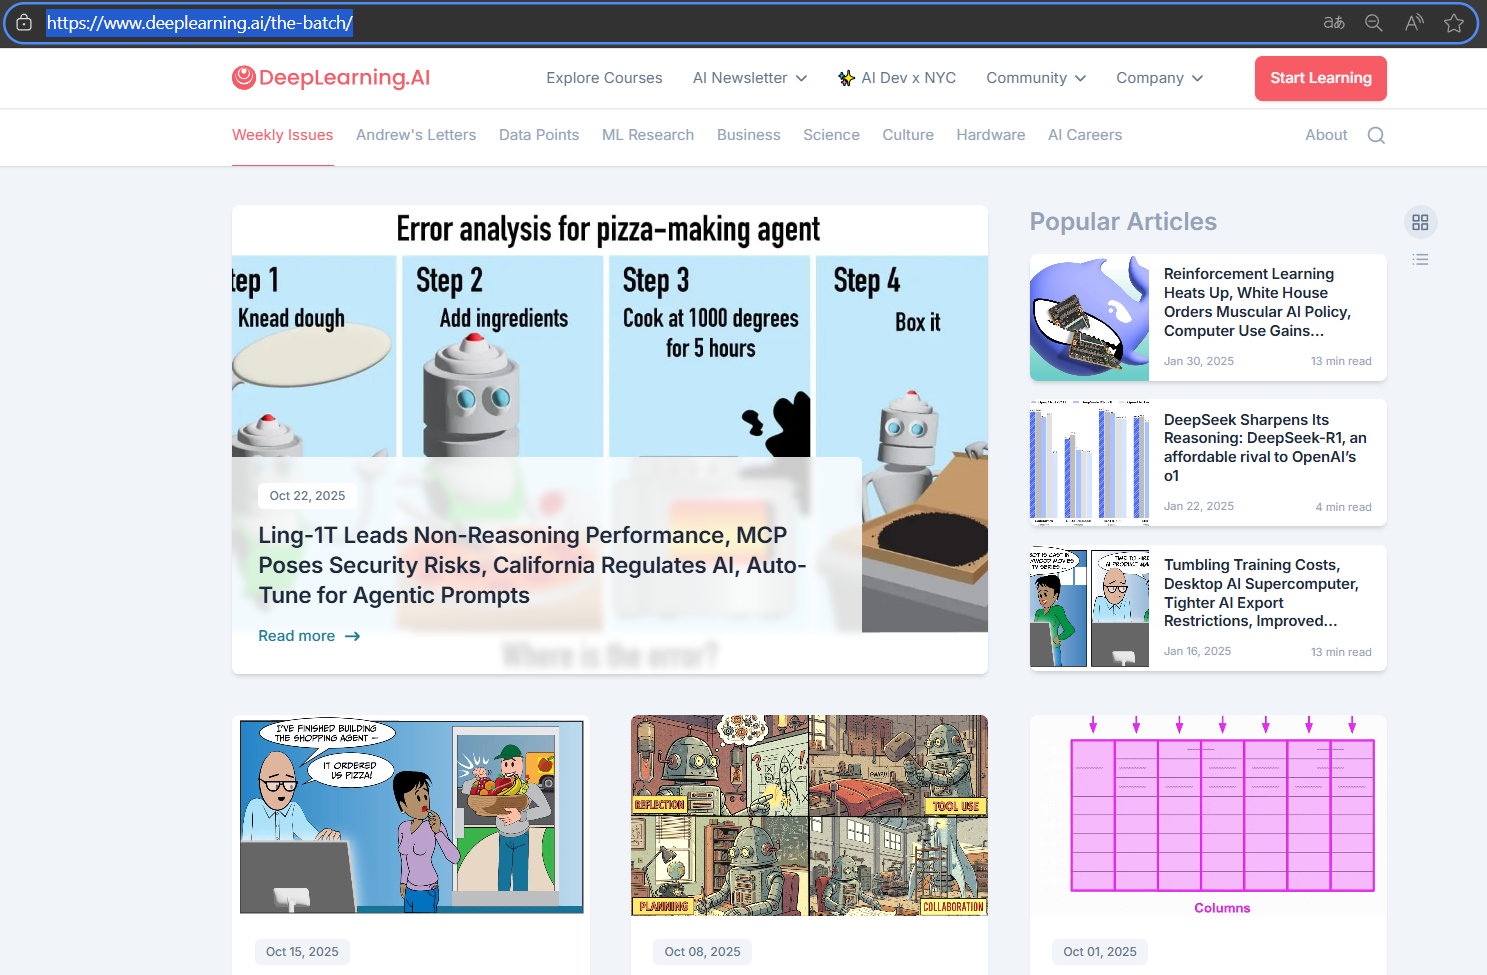 https://www.deeplearning.ai/the-batch/
DeepLearning.AI
Explore Courses
AI Newsletter
AI Dev x NYC
Community
Company
Start Learning
Weekly Issues
Andrew's Letters
Data Points
ML Research
Business
Science
Culture
Hardware
AI Careers
About
Error analysis for pizza-making agent
tep 1
Knead dough
Step 2
Add ingredients
Step 3
Cook at 1000 degrees
for 5 hours
Step 4
Box it
Where is the error?
Oct 22, 2025
Ling-1T Leads Non-Reasoning Performance, MCP
Poses Security Risks, California Regulates AI, Auto-
Tune for Agentic Prompts
Read more
Popular Articles
Reinforcement Learning
Heats Up, White House
Orders Muscular AI Policy,
Computer Use Gains...
Jan 30, 2025
13 min read
DeepSeek Sharpens Its
Reasoning: DeepSeek-R1, an
affordable rival to OpenAI's
o1
Jan 22, 2025
4 min read
Tumbling Training Costs,
Desktop AI Supercomputer,
Tighter AI Export
Restrictions, Improved...
Jan 16, 2025
13 min read
I'VE FINISHED BUILDING
THE SHOPPING AGENT –
IT ORDERED
US PIZZA!
Oct 15, 2025
REFLECTION
TOOL USE
PLANNING
COLLABORATION
Oct 08, 2025
Columns
Oct 01, 2025